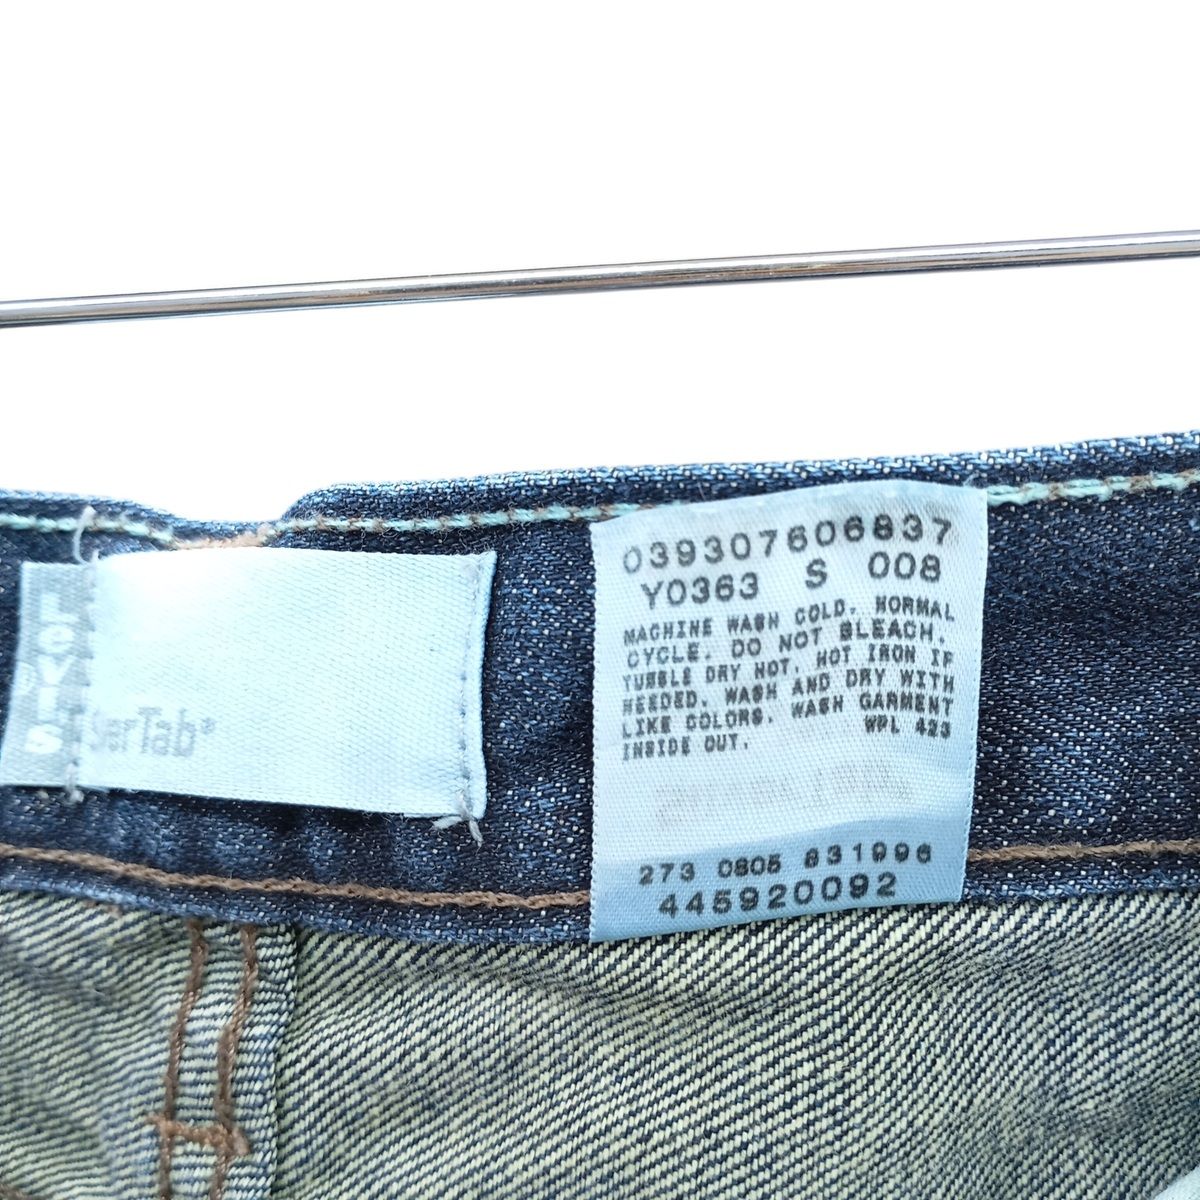 Levi's
SilverTab®
039307606837
Y0363 S 008
MACHINE WASH COLD. NORMAL
CYCLE. DO NOT BLEACH.
TUMBLE DRY HOT. HOT IRON IF
NEEDED. WASH AND DRY WITH
LIKE COLORS. WASH GARMENT
INSIDE OUT. WPL 423
273 0805 831996
445920092